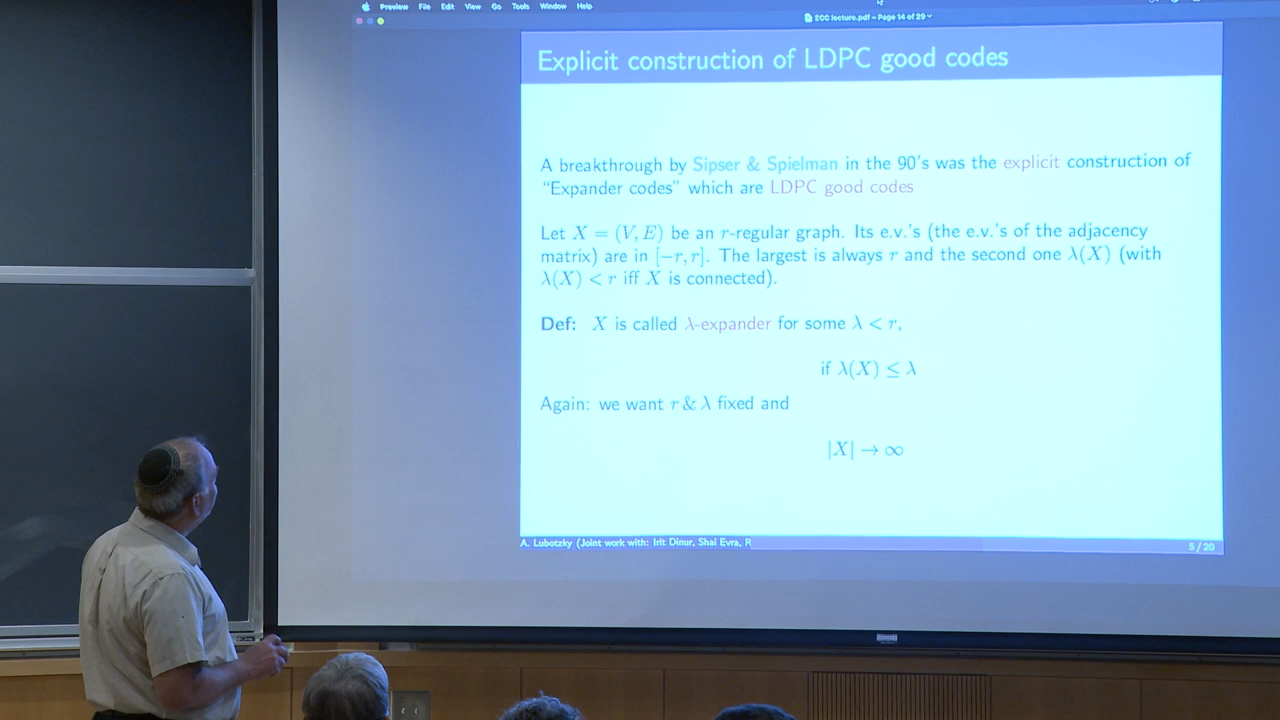 Preview File Edit View Go Tools Window Help
ECC lecture.pdf – Page 14 of 29
Explicit construction of LDPC good codes
A breakthrough by Sipser & Spielman in the 90's was the explicit construction of
"Expander codes" which are LDPC good codes
Let X = (V, E) be an r-regular graph. Its e.v.'s (the e.v.'s of the adjacency
matrix) are in [−r, r]. The largest is always r and the second one λ(X) (with
λ(X) < r iff X is connected).
Def: X is called λ-expander for some λ < r,
if λ(X) ≤ λ
Again: we want r & λ fixed and
|X| → ∞
A. Lubotzky (Joint work with: Irit Dinur, Shai Evra, R
5 / 20